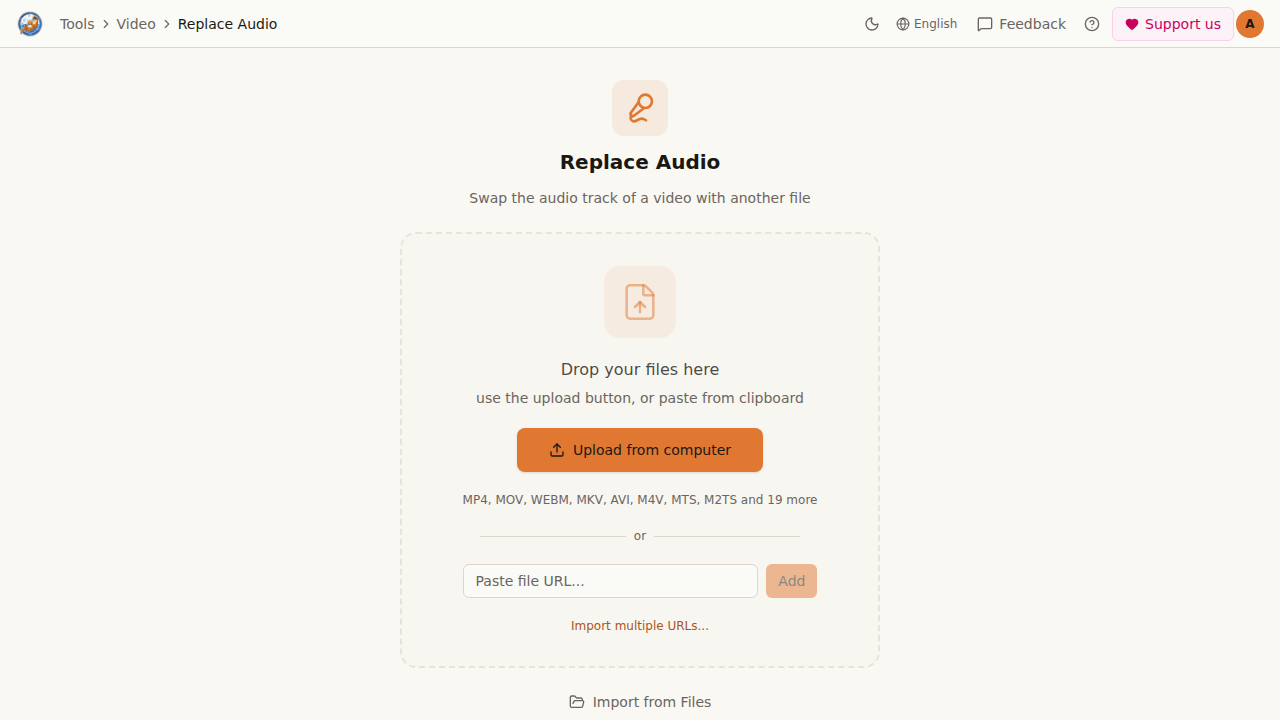 Tools > Video > Replace Audio
English
Feedback
Support us
A
Replace Audio
Swap the audio track of a video with another file
Drop your files here
use the upload button, or paste from clipboard
Upload from computer
MP4, MOV, WEBM, MKV, AVI, M4V, MTS, M2TS and 19 more
or
Paste file URL...
Add
Import multiple URLs...
Import from Files